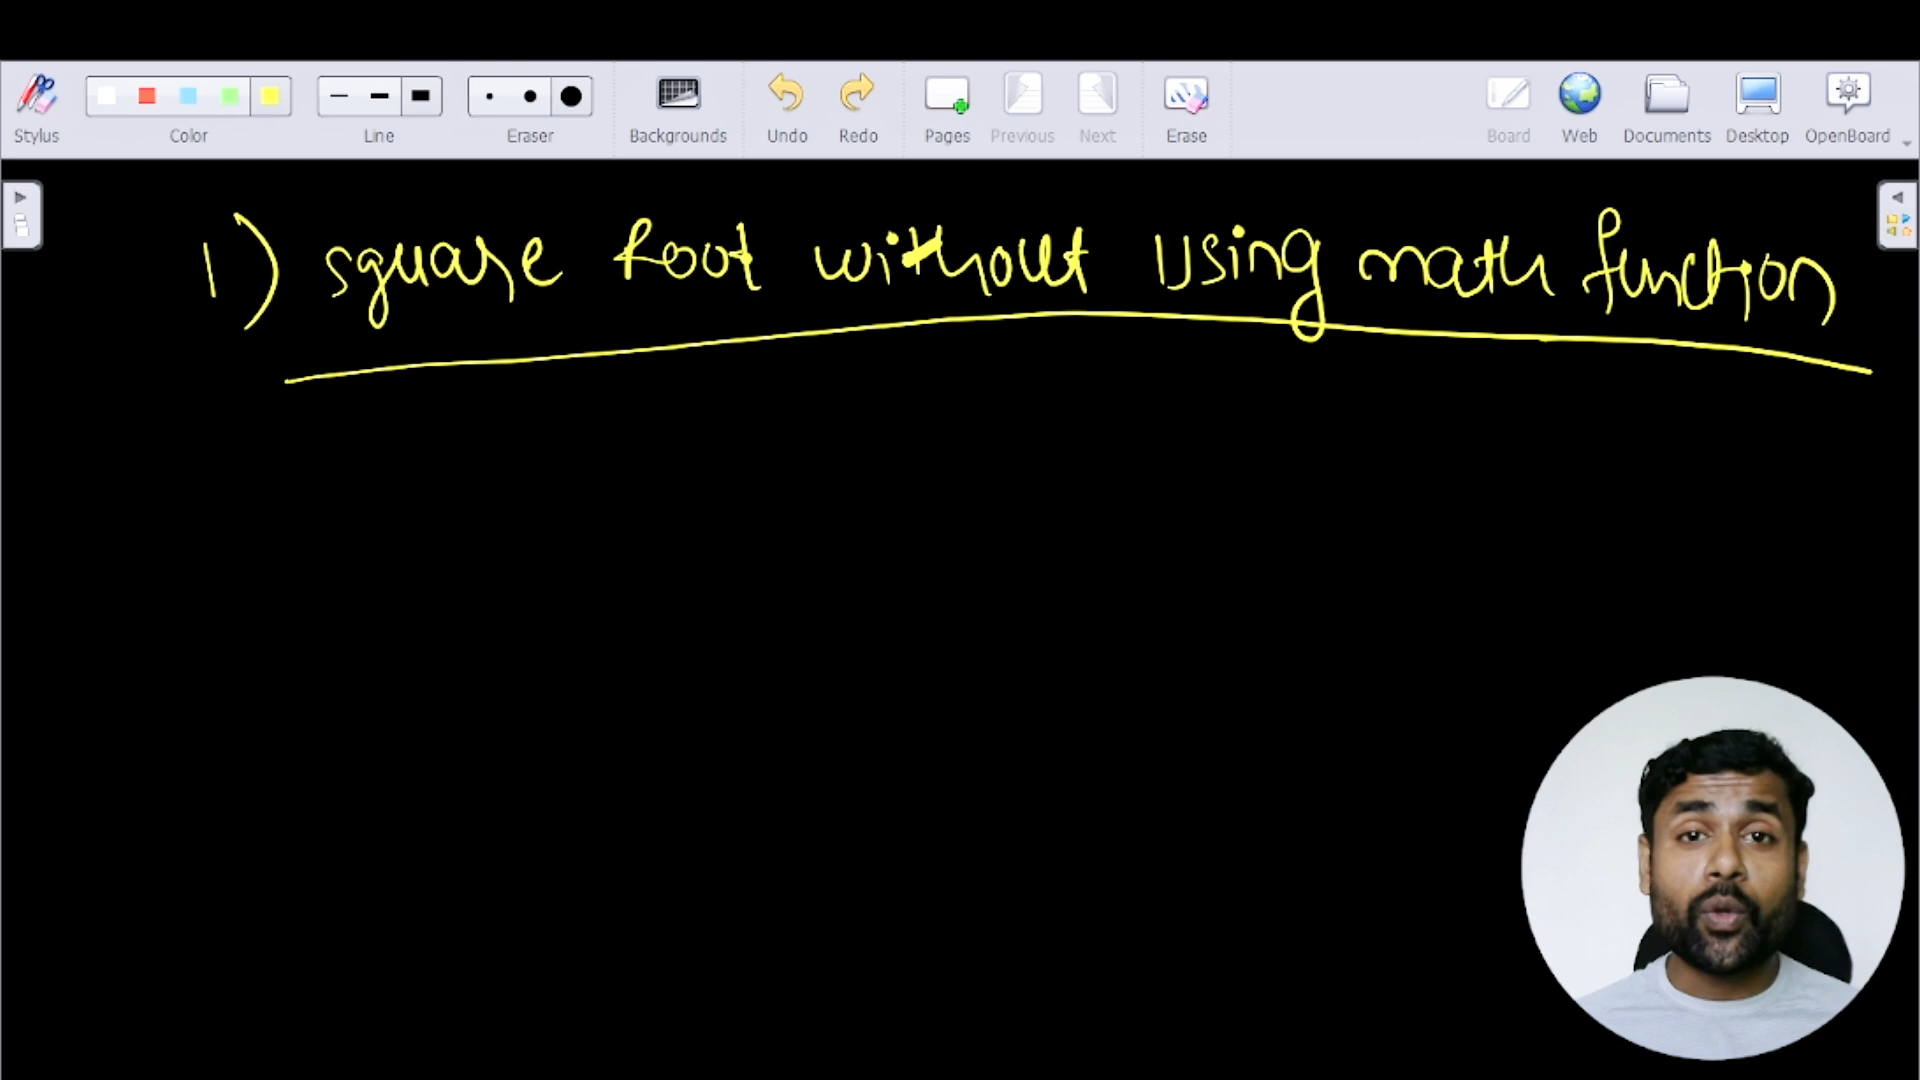 Stylus Color Line Eraser Backgrounds Undo Redo Pages Previous Next Erase Board Web Documents Desktop OpenBoard
1) square Root without Using math function